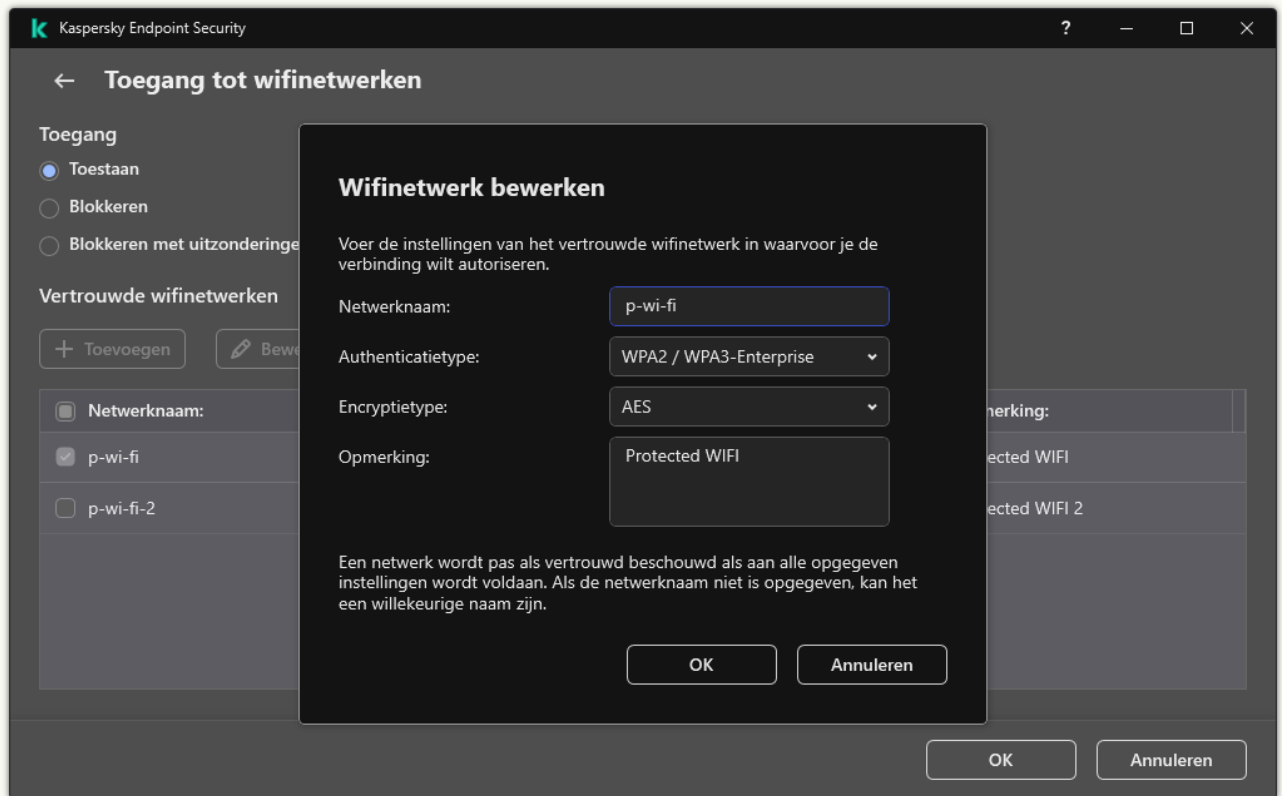 Kaspersky Endpoint Security
Toegang tot wifinetwerken
Toegang
Toestaan
Blokkeren
Blokkeren met uitzonderinge
Vertrouwde wifinetwerken
Toevoegen
Bewe
Netwerknaam:
erking:
p-wi-fi
ected WIFI
p-wi-fi-2
ected WIFI 2
Wifinetwerk bewerken
Voer de instellingen van het vertrouwde wifinetwerk in waarvoor je de
verbinding wilt autoriseren.
Netwerknaam:
p-wi-fi
Authenticatietype:
WPA2 / WPA3-Enterprise
Encryptietype:
AES
Opmerking:
Protected WIFI
Een netwerk wordt pas als vertrouwd beschouwd als aan alle opgegeven
instellingen wordt voldaan. Als de netwerknaam niet is opgegeven, kan het
een willekeurige naam zijn.
OK
Annuleren
OK
Annuleren